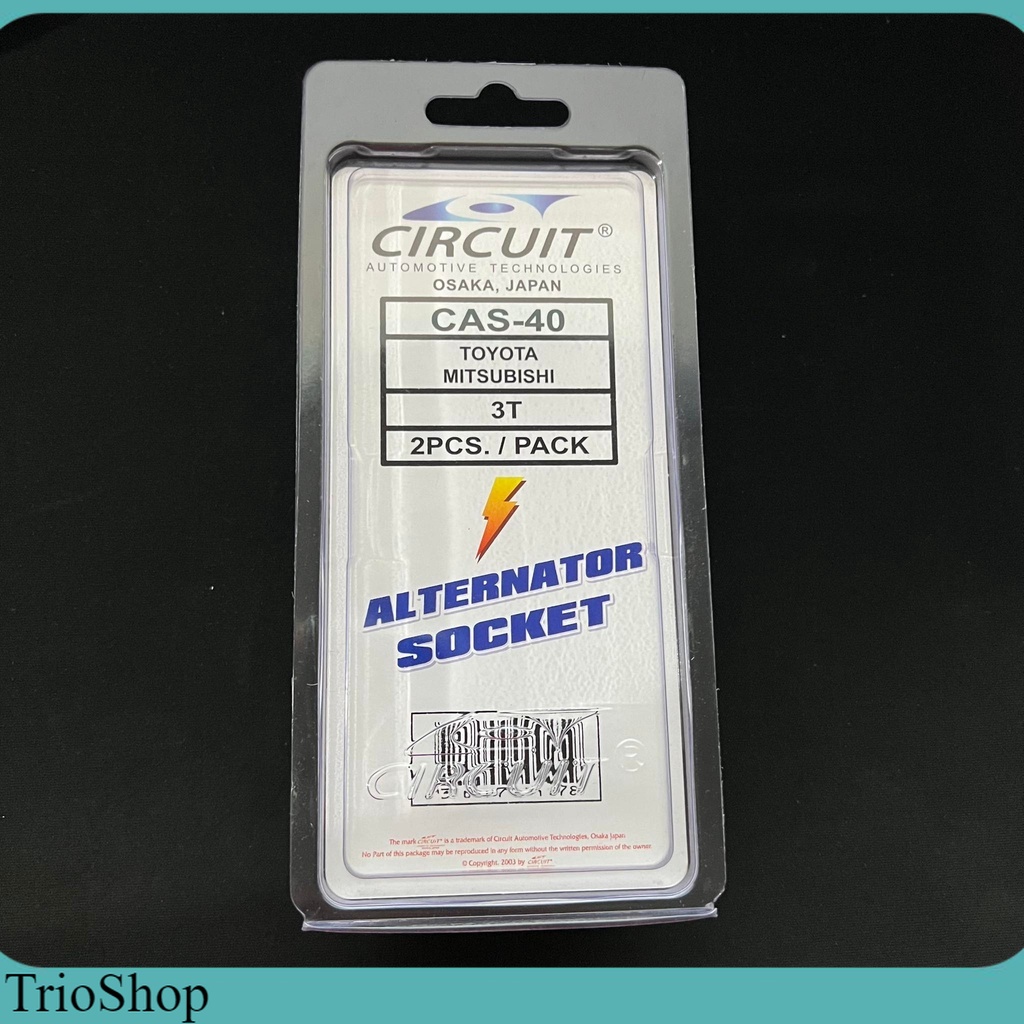 CIRCUIT®
AUTOMOTIVE TECHNOLOGIES
OSAKA, JAPAN
CAS-40
TOYOTA
MITSUBISHI
3T
2PCS. / PACK
ALTERNATOR
SOCKET
CIRCUIT ®
The mark CIRCUIT® is a trademark of Circuit Automotive Technologies, Osaka Japan
No Part of this package may be reproduced in any form without the written permission of the owner
© Copyright, 2003 by CIRCUIT®
TrioShop